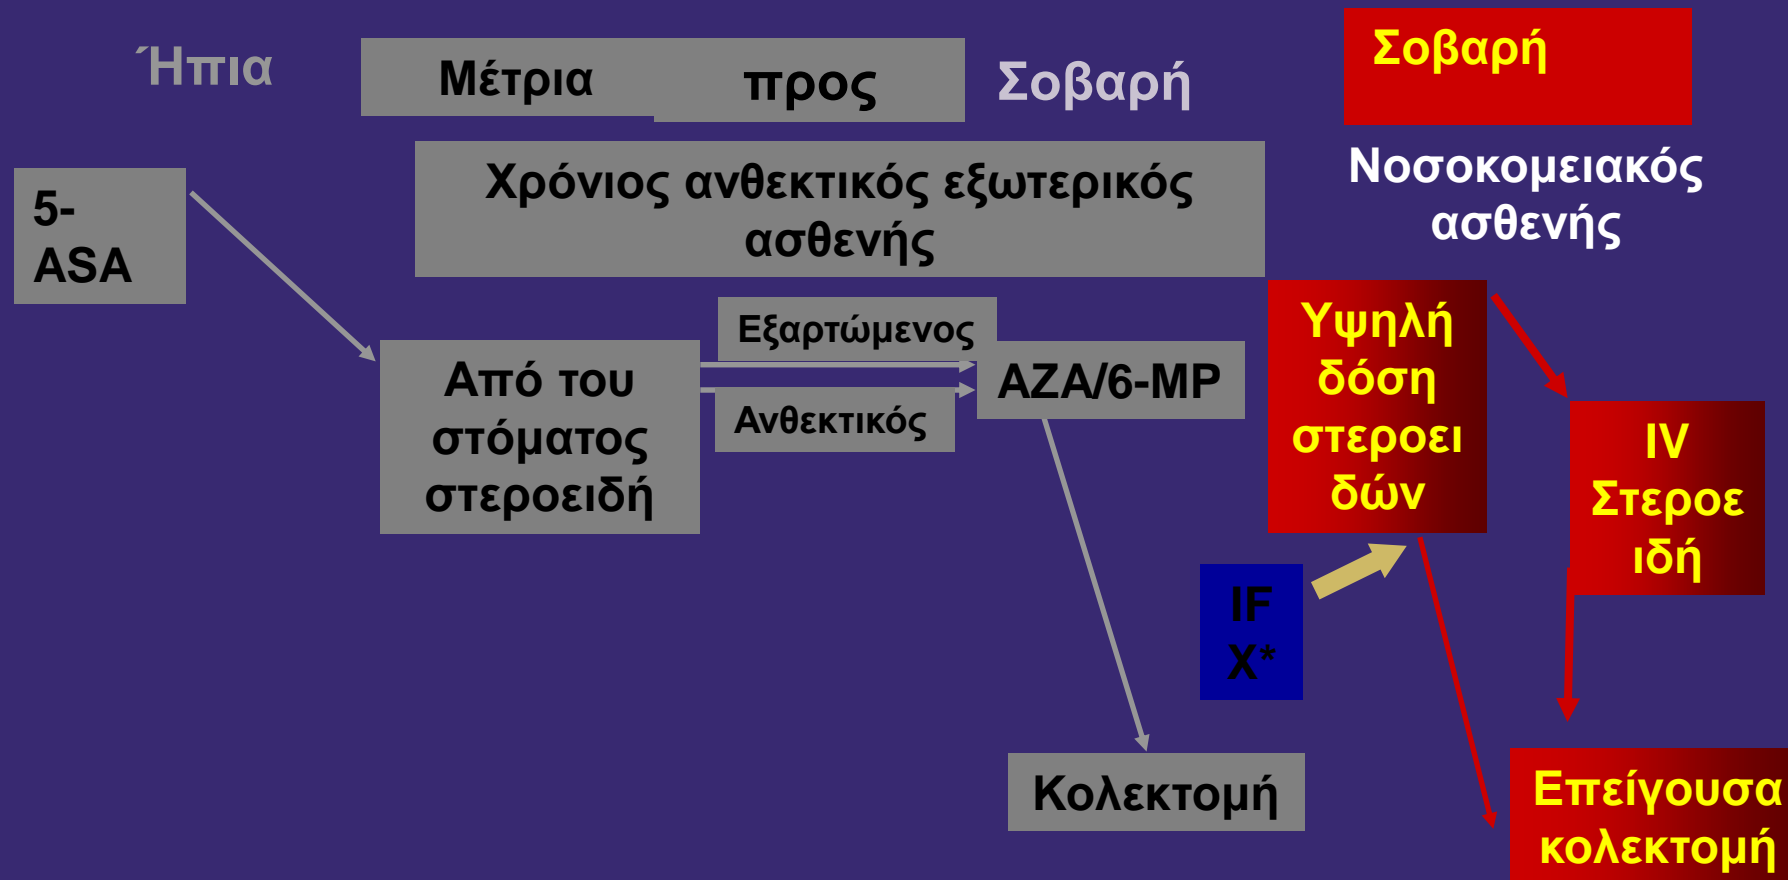 Ήπια
Μέτρια
προς
Σοβαρή
Σοβαρή
Χρόνιος ανθεκτικός εξωτερικός
ασθενής
Νοσοκομειακός
ασθενής
5-
ASA
Από του
στόματος
στεροειδή
Εξαρτώμενος
Ανθεκτικός
AZA/6-MP
Υψηλή
δόση
στεροει
δών
IV
Στεροε
ιδή
IF
X*
Κολεκτομή
Επείγουσα
κολεκτομή